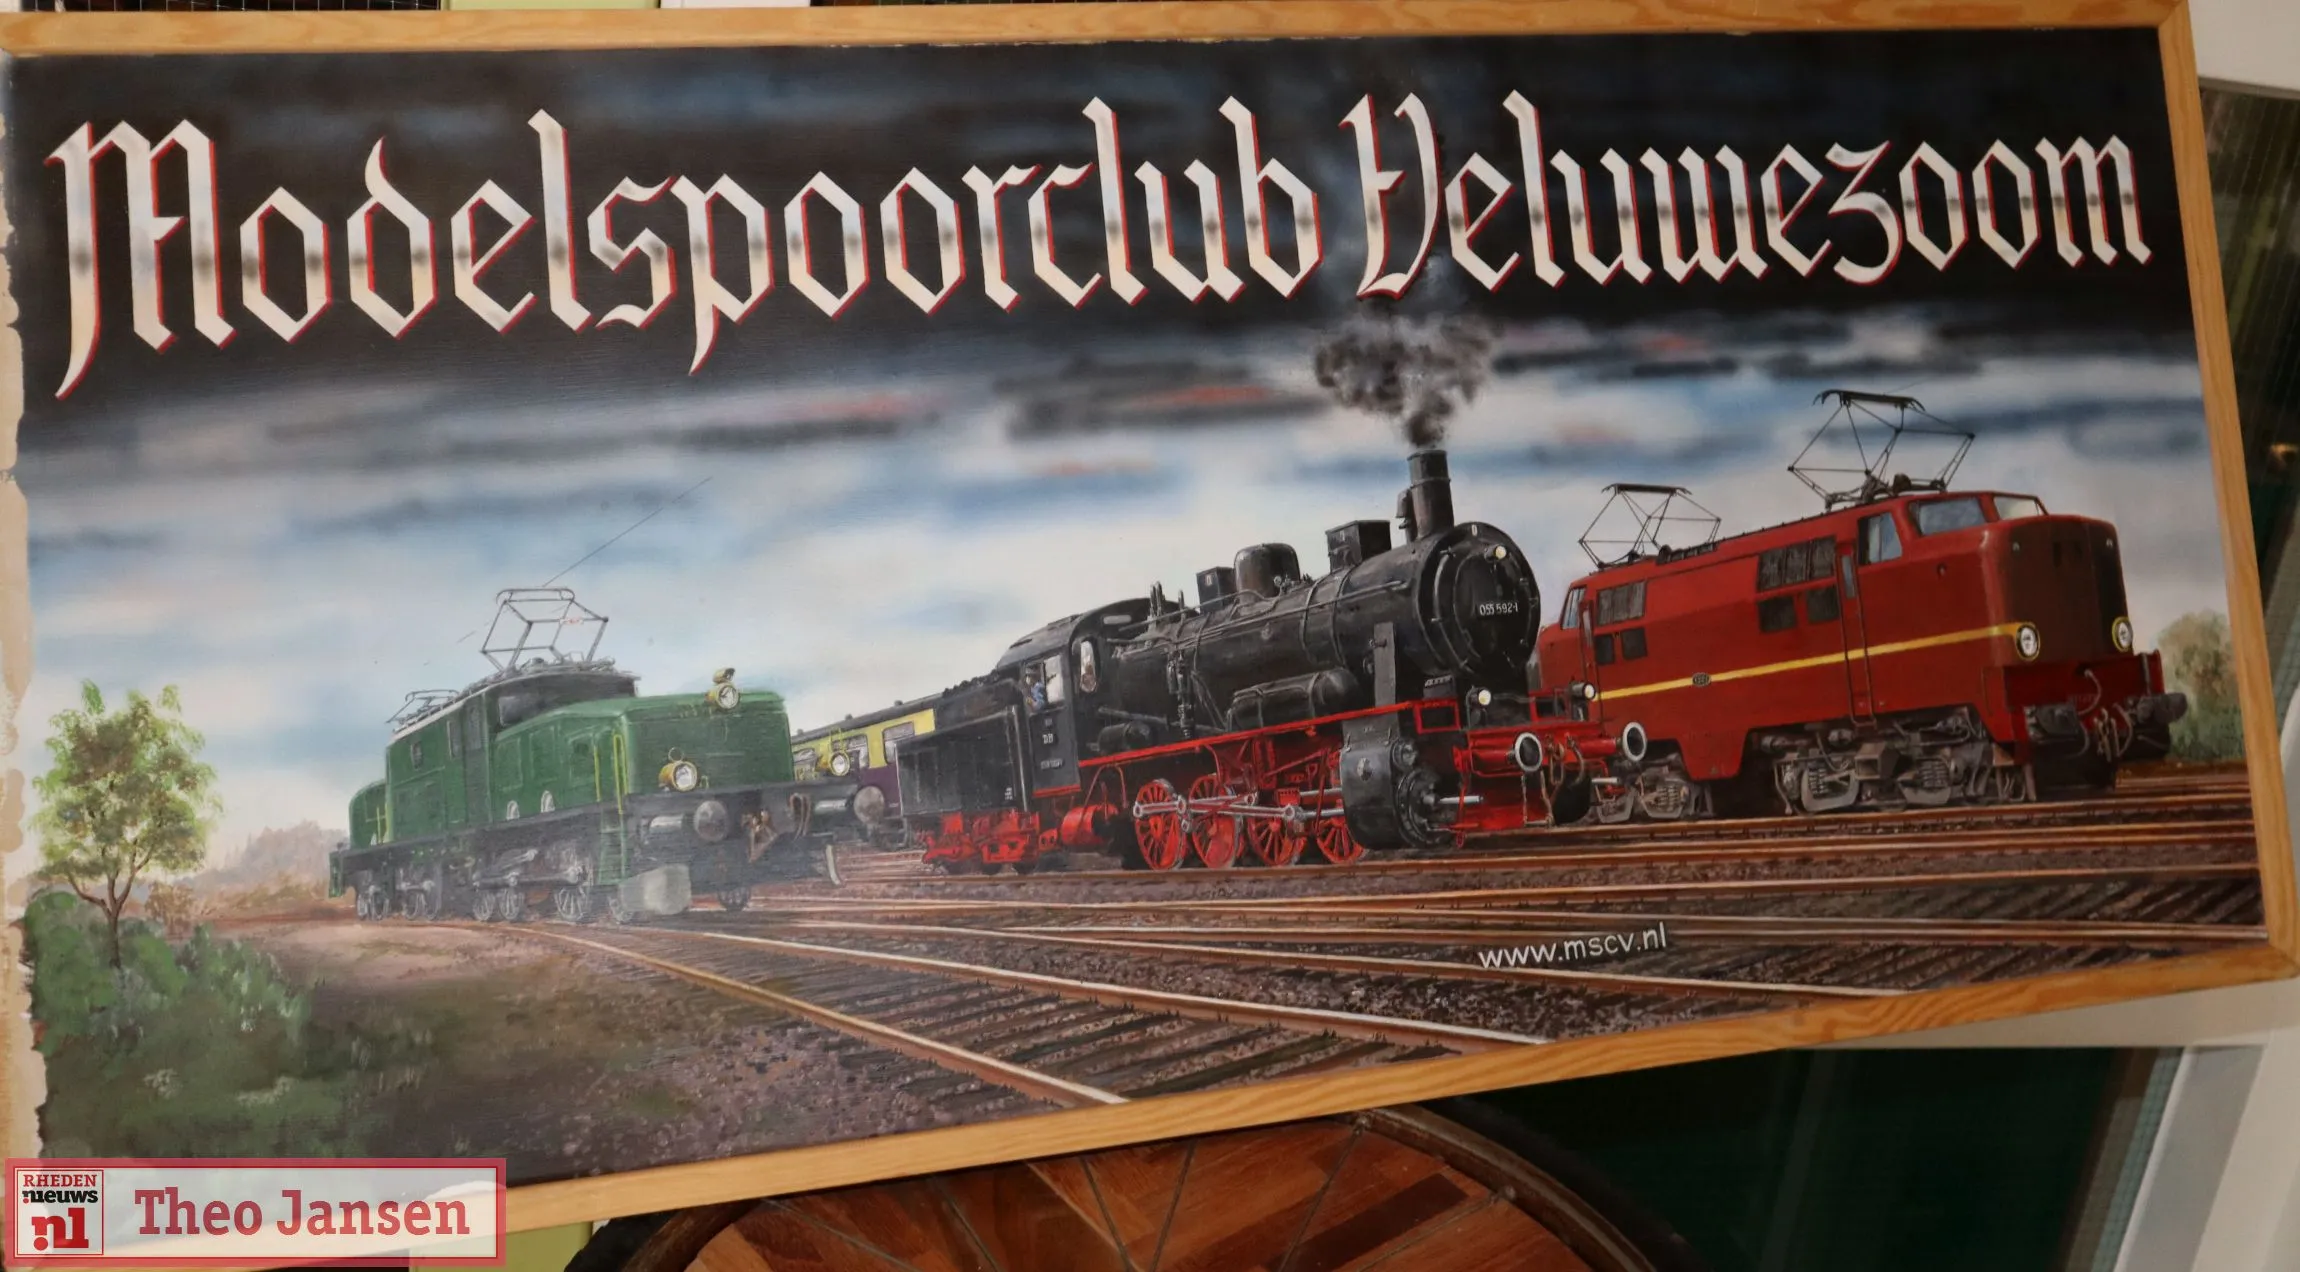 Modelspoorclub Veluwezoom
055 592-1
www.mscv.nl
RHEDEN
nieuws
.nl
Theo Jansen